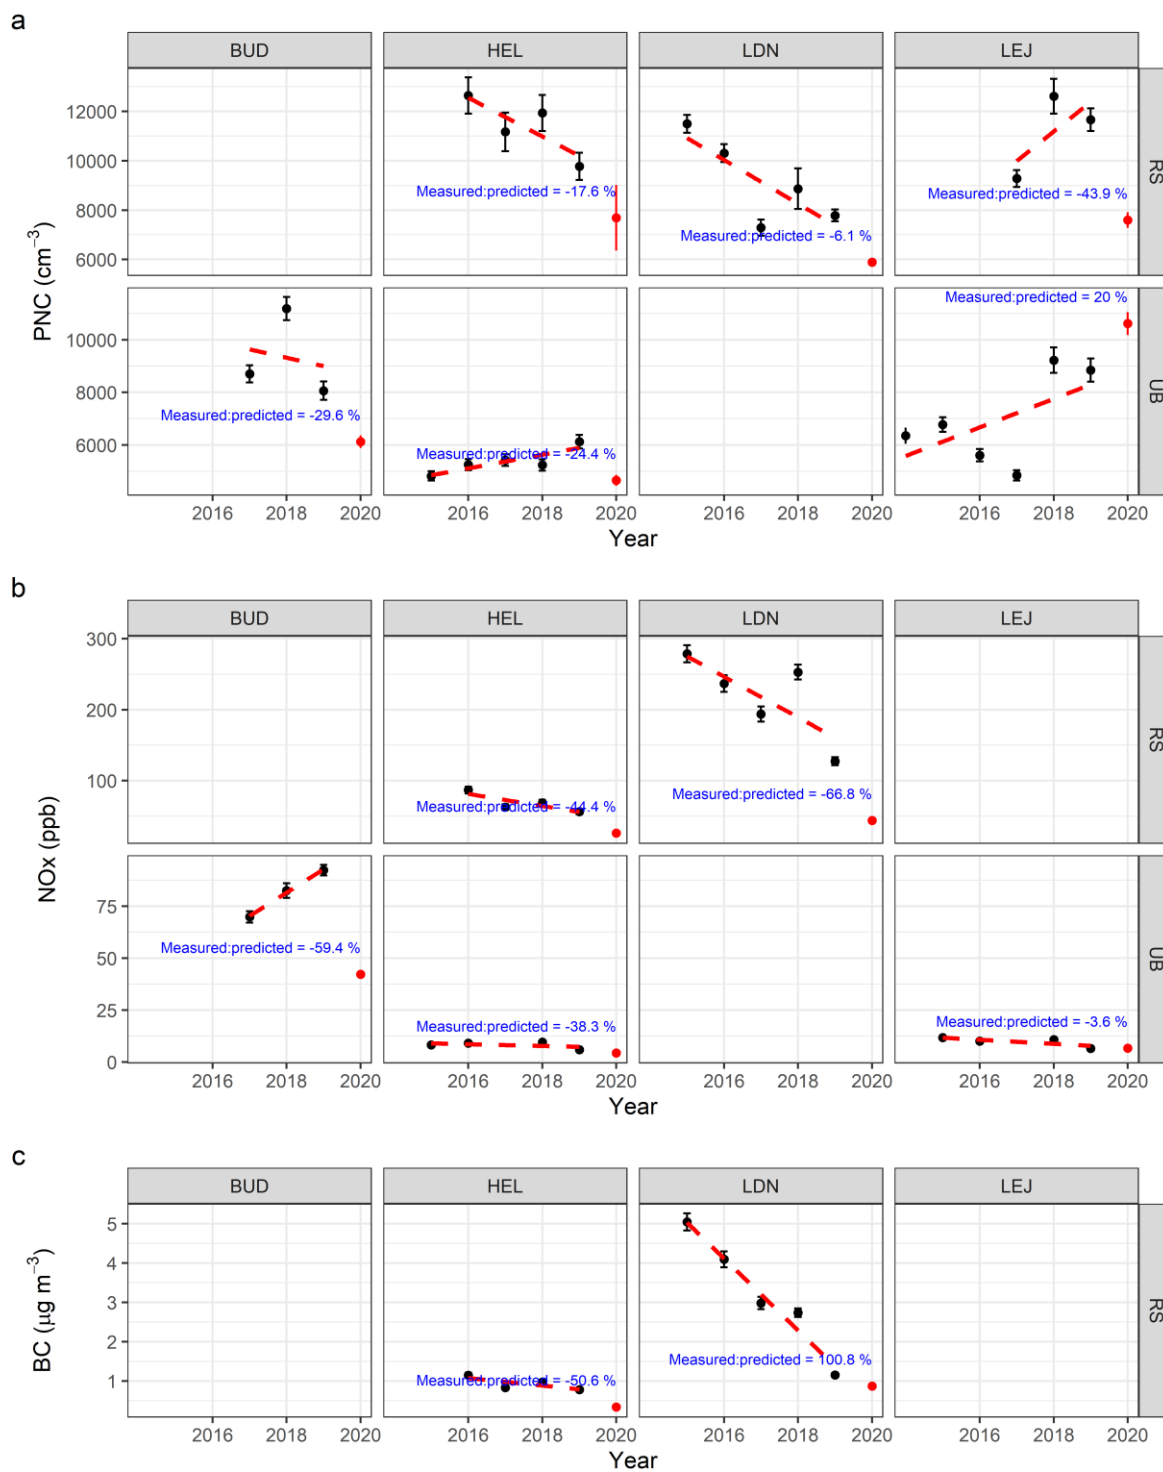 a
BUD HEL LDN LEJ
12000
10000
8000
6000
Measured:predicted = -17.6 %
Measured:predicted = -6.1 %
Measured:predicted = -43.9 %
RS
PNC (cm⁻³)
10000
8000
6000
Measured:predicted = -29.6 %
Measured:predicted = -24.4 %
Measured:predicted = 20 %
UB
2016 2018 2020 2016 2018 2020 2016 2018 2020 2016 2018 2020
Year
b
BUD HEL LDN LEJ
300
200
100
Measured:predicted = -44.4 %
Measured:predicted = -66.8 %
RS
NOx (ppb)
75
50
25
0
Measured:predicted = -59.4 %
Measured:predicted = -38.3 %
Measured:predicted = -3.6 %
UB
2016 2018 2020 2016 2018 2020 2016 2018 2020 2016 2018 2020
Year
c
BUD HEL LDN LEJ
5
4
3
2
1
Measured:predicted = -50.6 %
Measured:predicted = 100.8 %
RS
BC (µg m⁻³)
2016 2018 2020 2016 2018 2020 2016 2018 2020 2016 2018 2020
Year